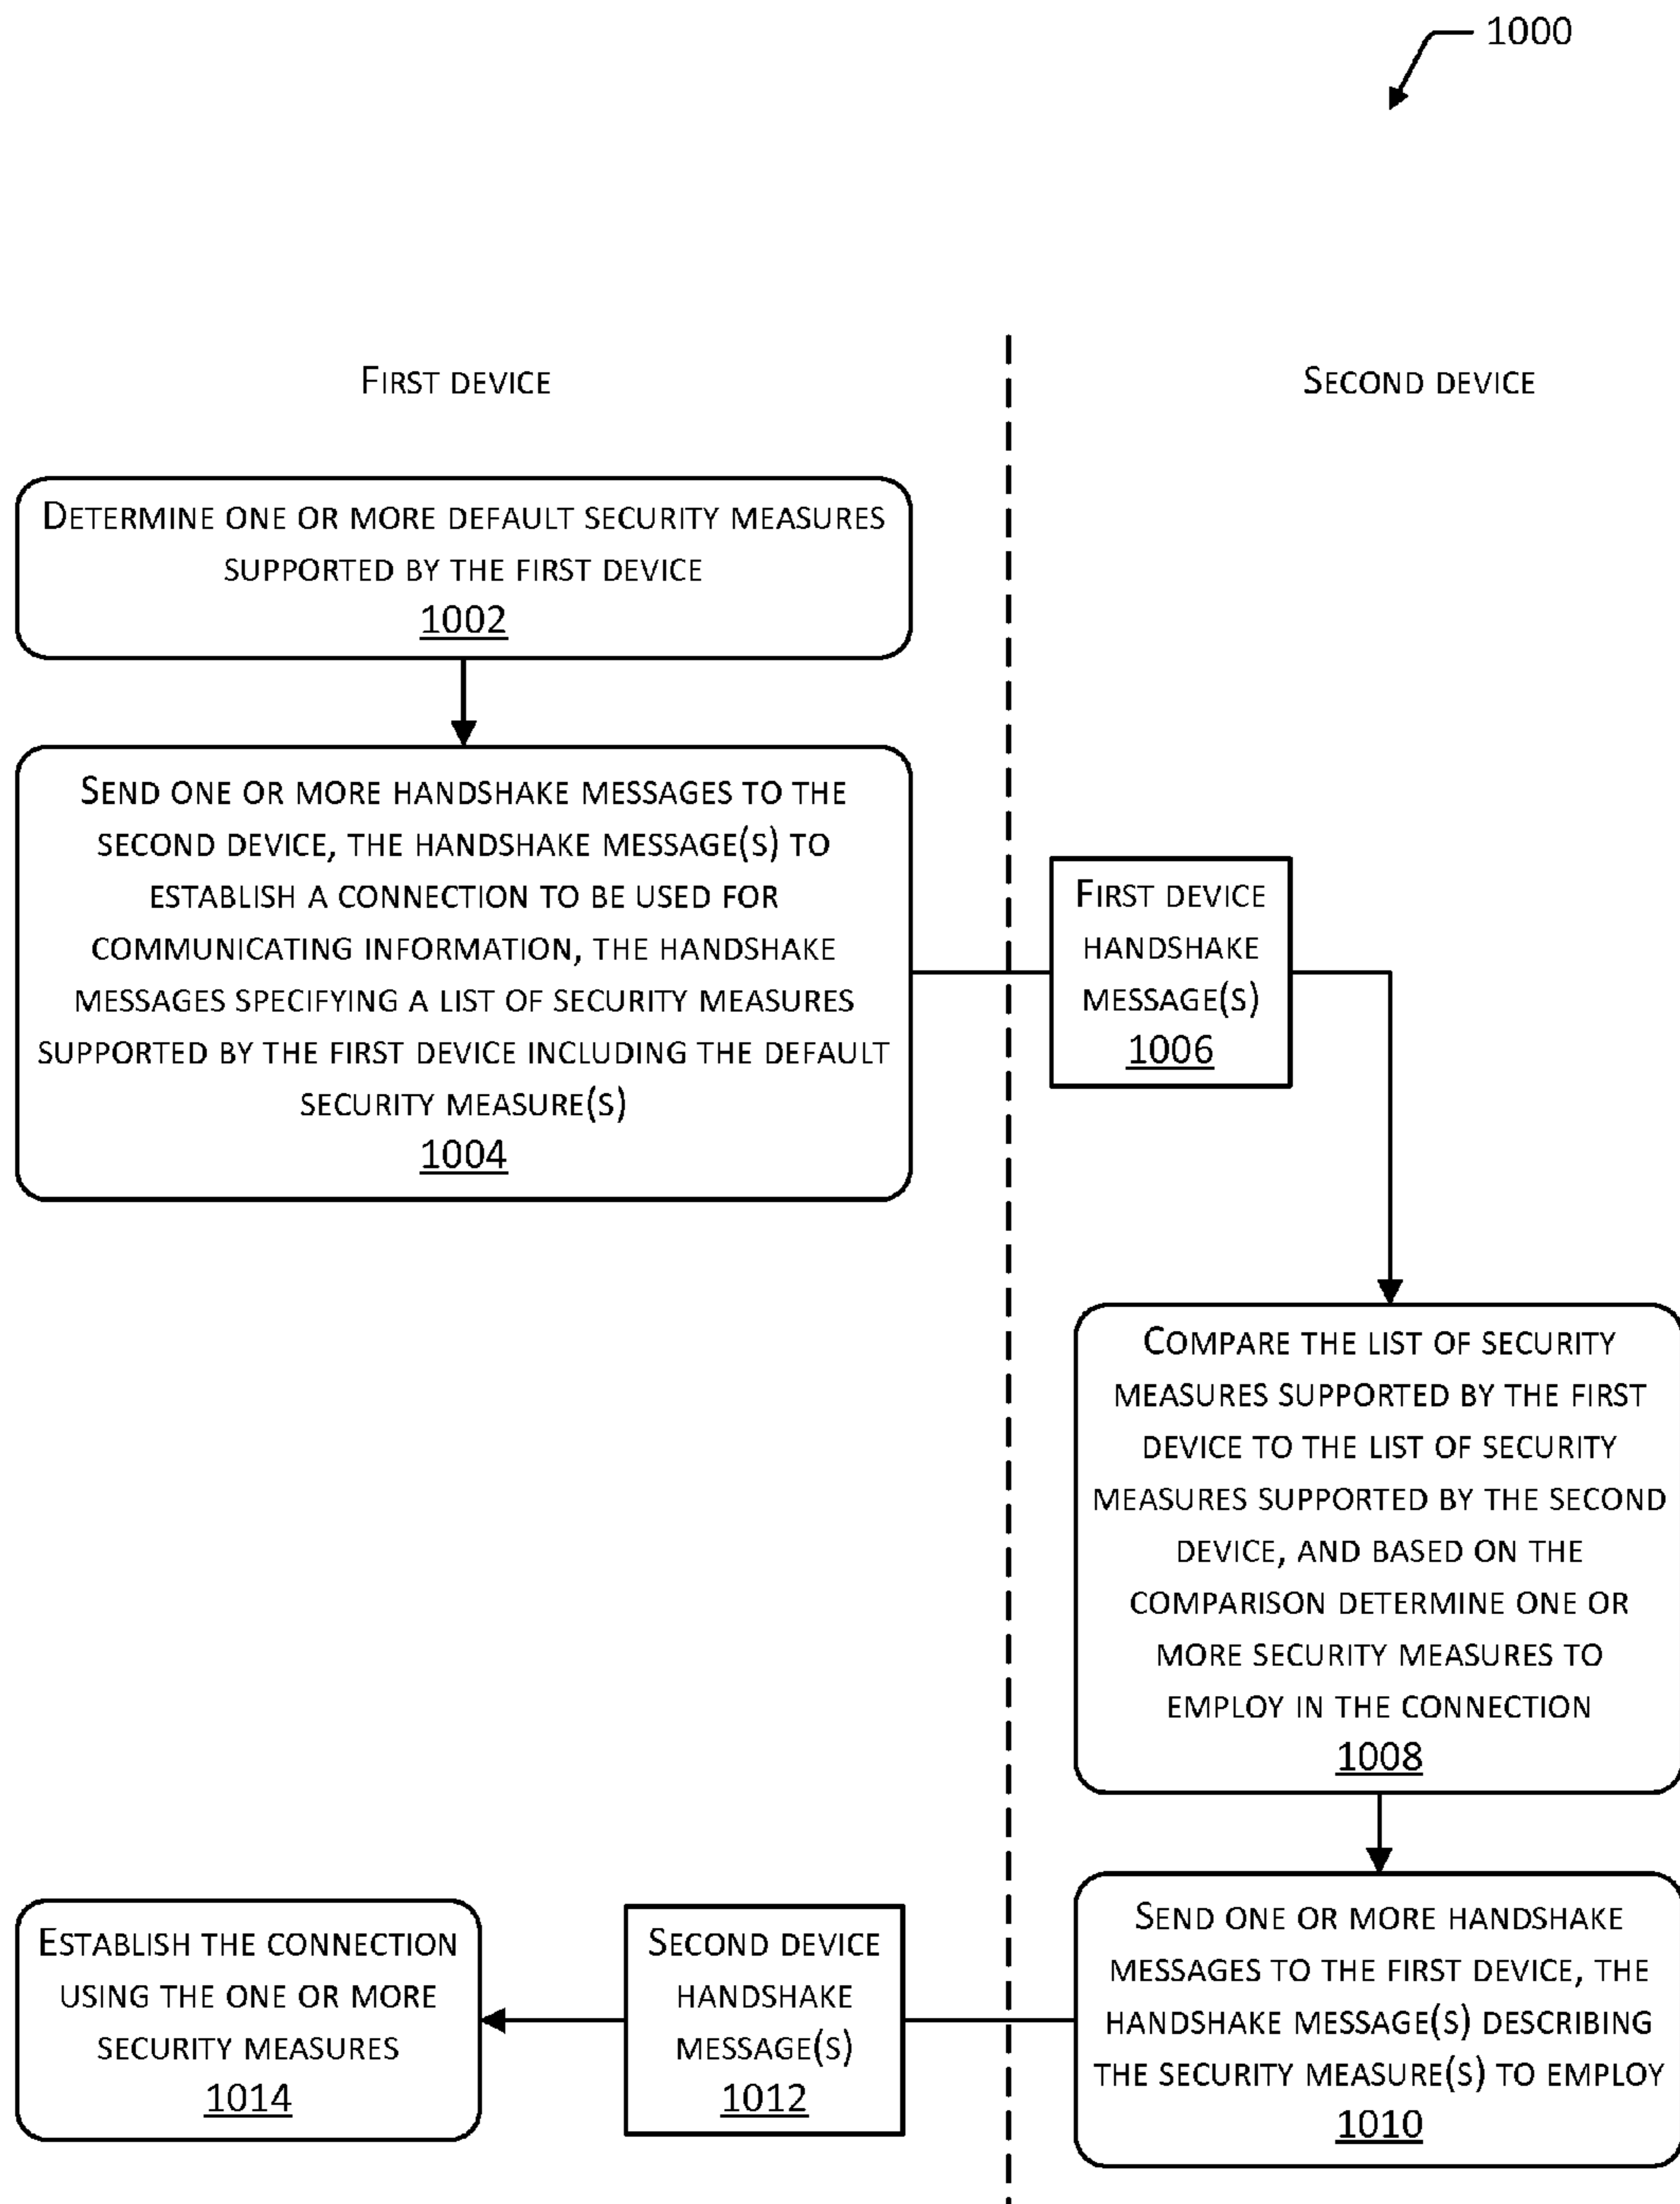 1000
First device
Second device
Determine one or more default security measures
supported by the first device
1002
Send one or more handshake messages to the
second device, the handshake message(s) to
establish a connection to be used for
communicating information, the handshake
messages specifying a list of security measures
supported by the first device including the default
security measure(s)
1004
First device
handshake
message(s)
1006
Compare the list of security
measures supported by the first
device to the list of security
measures supported by the second
device, and based on the
comparison determine one or
more security measures to
employ in the connection
1008
Send one or more handshake
messages to the first device, the
handshake message(s) describing
the security measure(s) to employ
1010
Second device
handshake
message(s)
1012
Establish the connection
using the one or more
security measures
1014